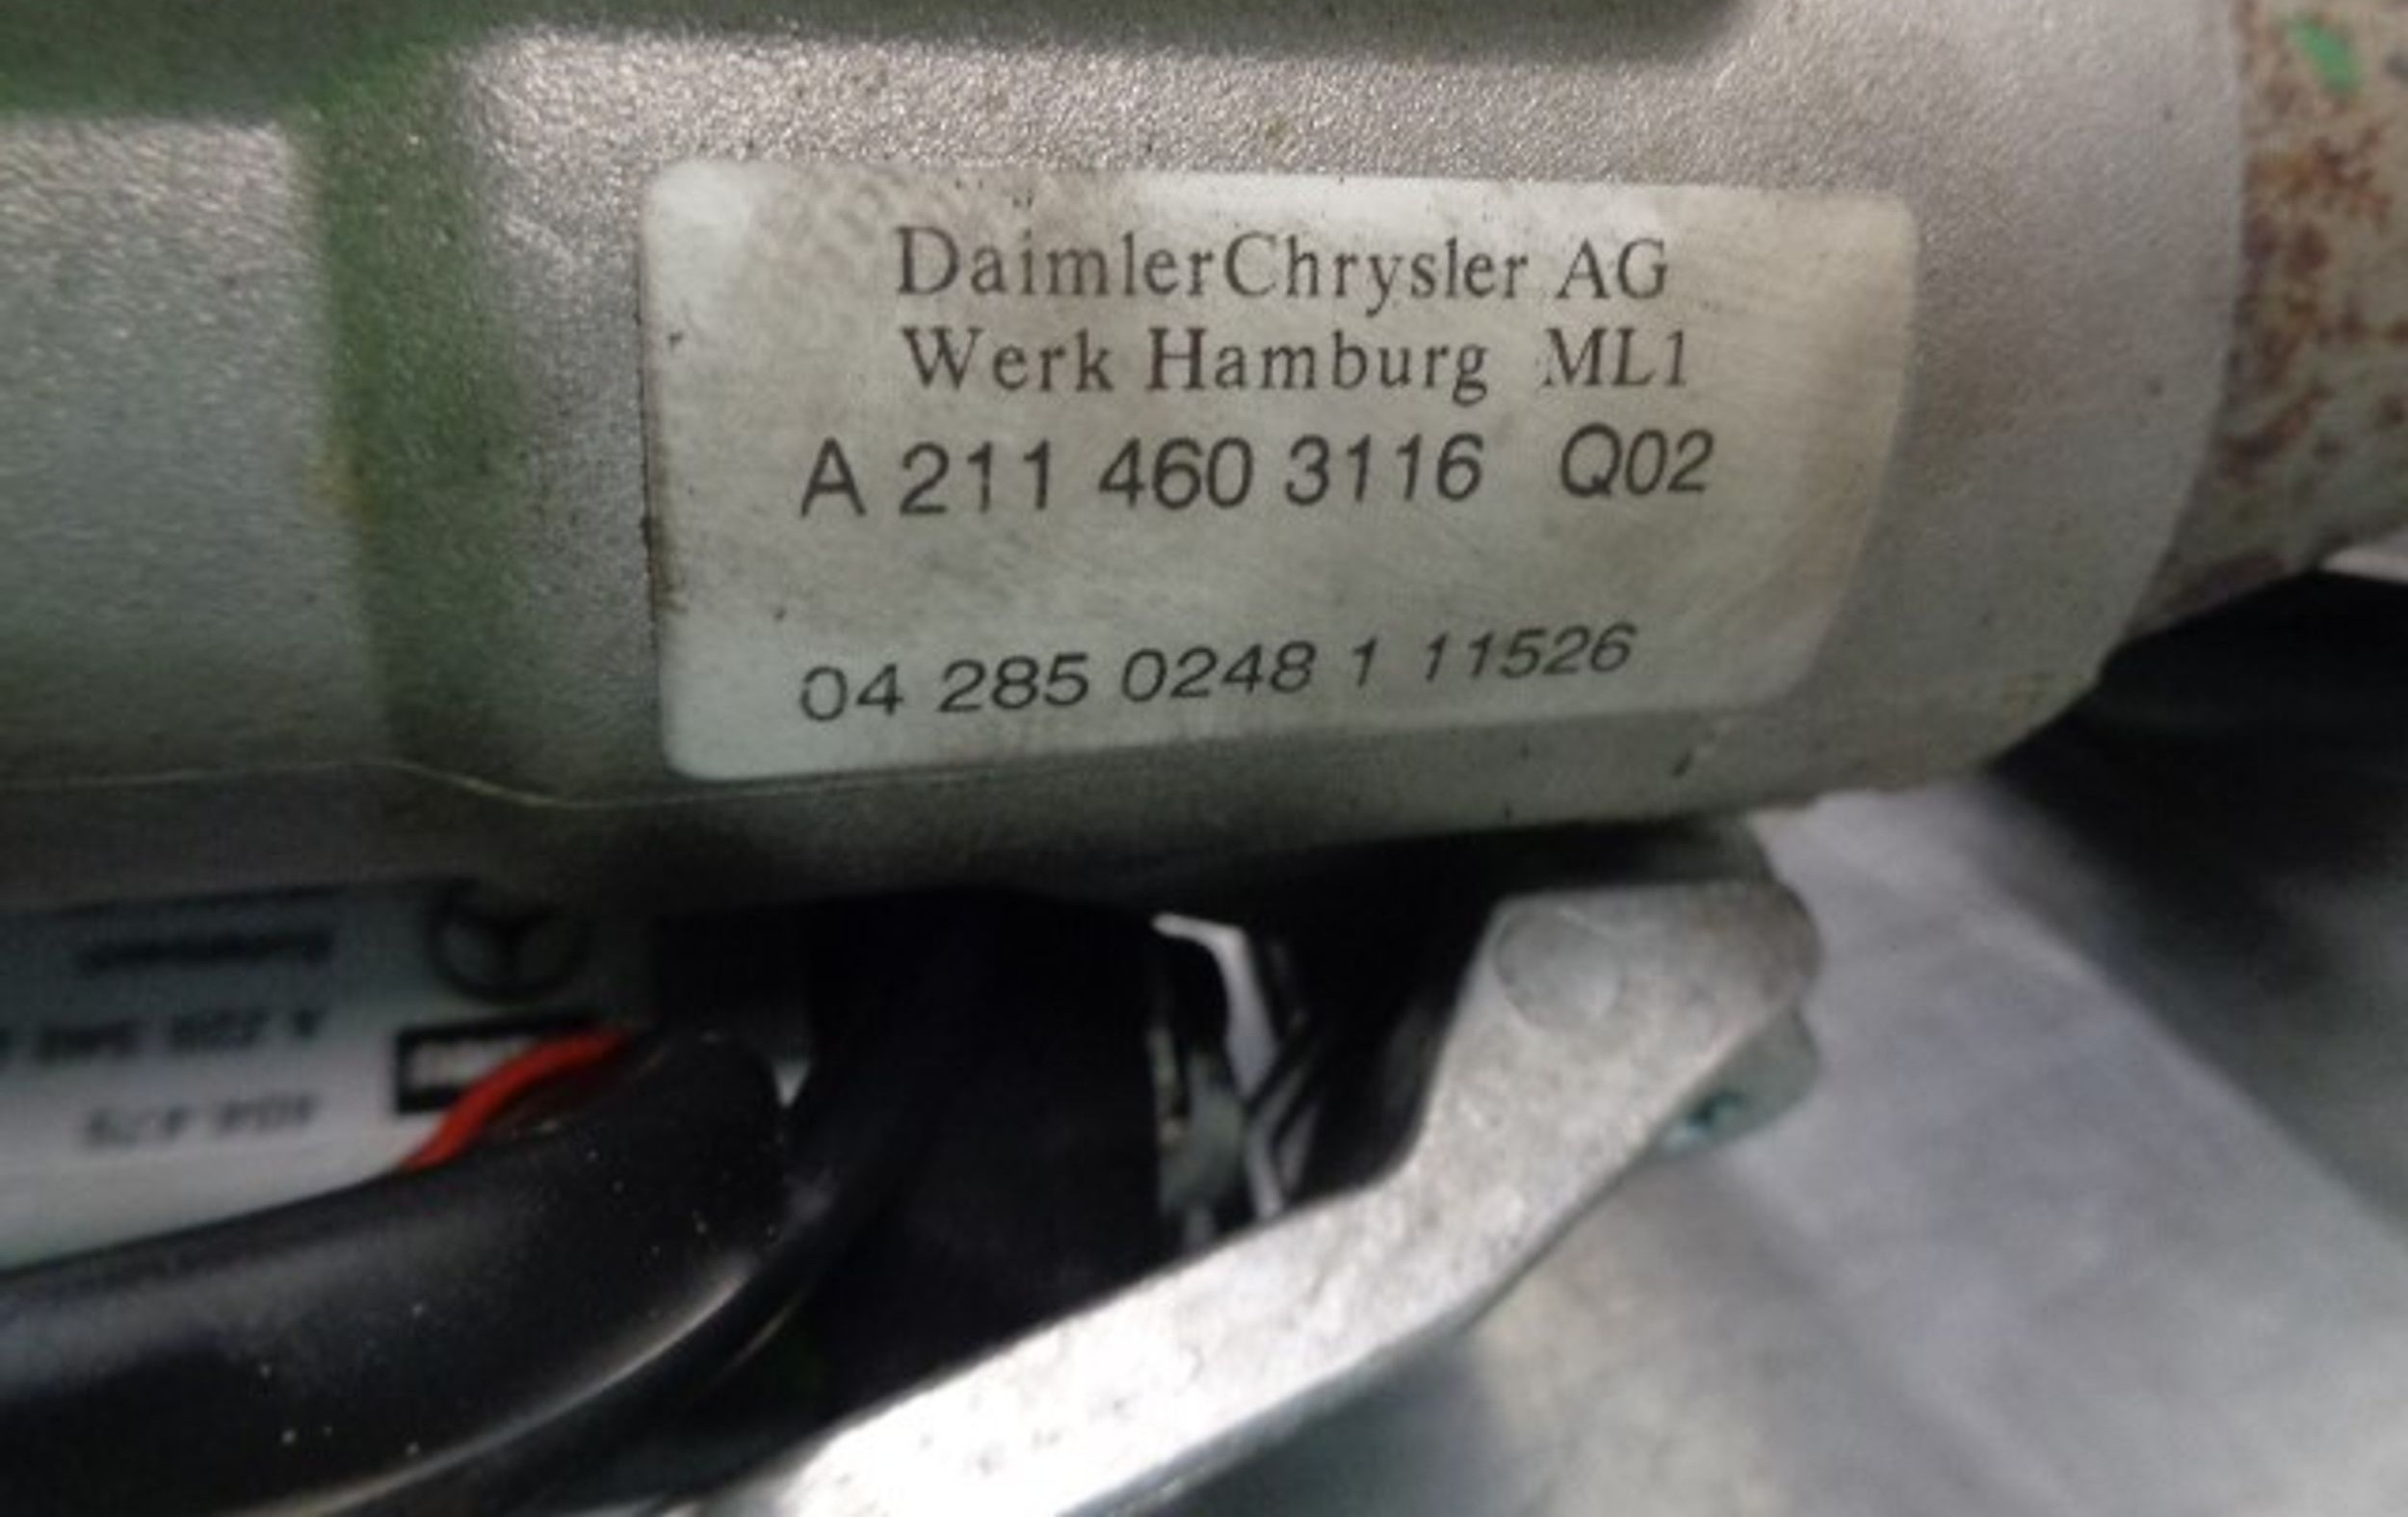 DaimlerChrysler AG
Werk Hamburg ML1
A 211 460 3116 Q02
04 285 0248 1 11526